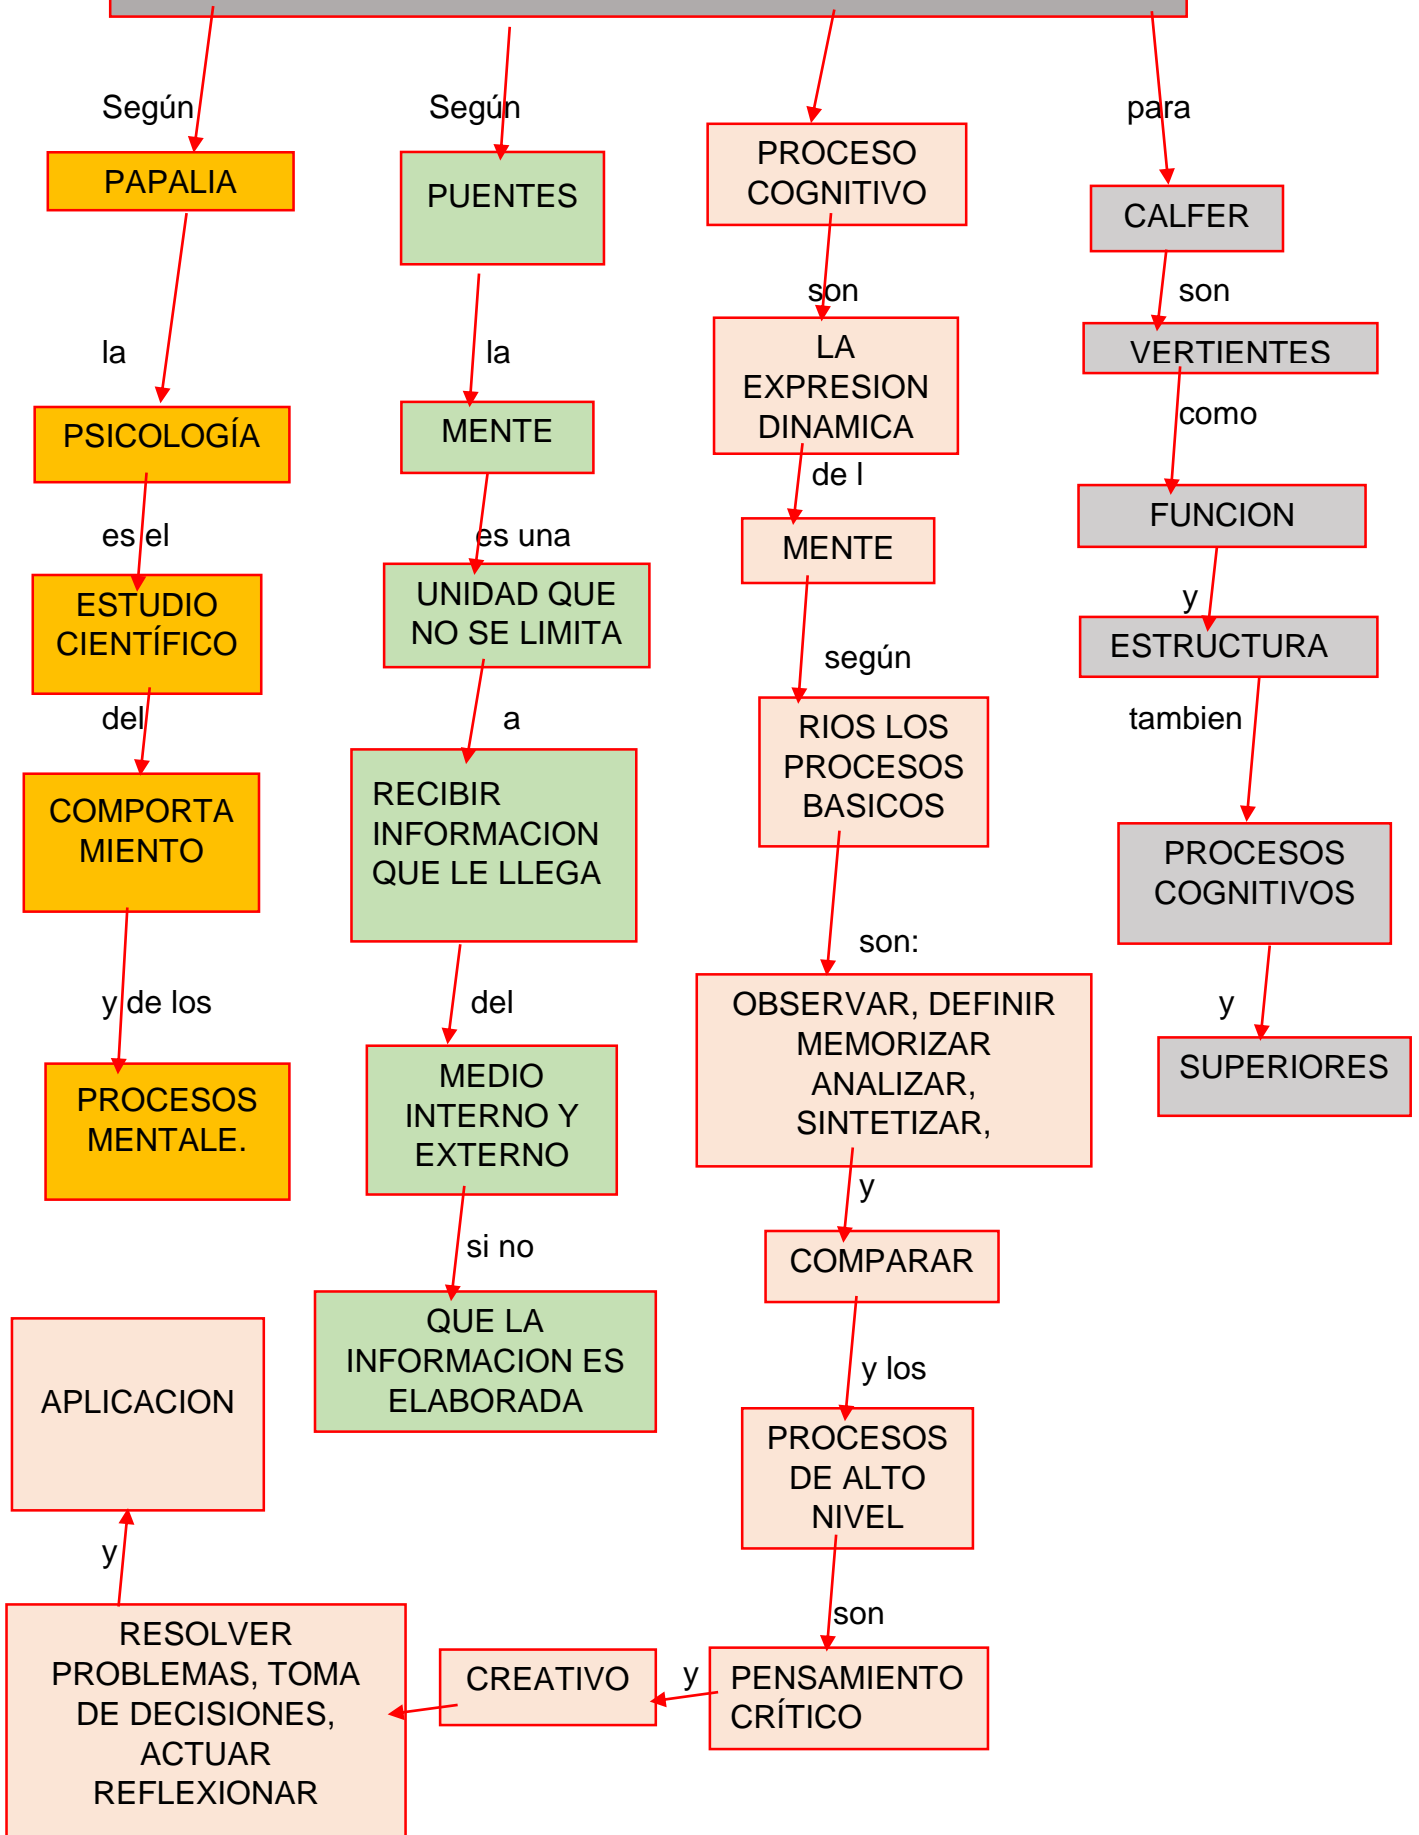 Según
PAPALIA
la
PSICOLOGÍA
es el
ESTUDIO
CIENTÍFICO
del
COMPORTA
MIENTO
y de los
PROCESOS
MENTALE.
Según
PUENTES
la
MENTE
es una
UNIDAD QUE
NO SE LIMITA
a
RECIBIR
INFORMACION
QUE LE LLEGA
del
MEDIO
INTERNO Y
EXTERNO
si no
QUE LA
INFORMACION ES
ELABORADA
PROCESO
COGNITIVO
son
LA
EXPRESION
DINAMICA
de l
MENTE
según
RIOS LOS
PROCESOS
BASICOS
son:
OBSERVAR, DEFINIR
MEMORIZAR
ANALIZAR,
SINTETIZAR,
y
COMPARAR
y los
PROCESOS
DE ALTO
NIVEL
son
PENSAMIENTO
CRÍTICO
y
CREATIVO
RESOLVER
PROBLEMAS, TOMA
DE DECISIONES,
ACTUAR
REFLEXIONAR
y
APLICACION
para
CALFER
son
VERTIENTES
como
FUNCION
y
ESTRUCTURA
tambien
PROCESOS
COGNITIVOS
y
SUPERIORES